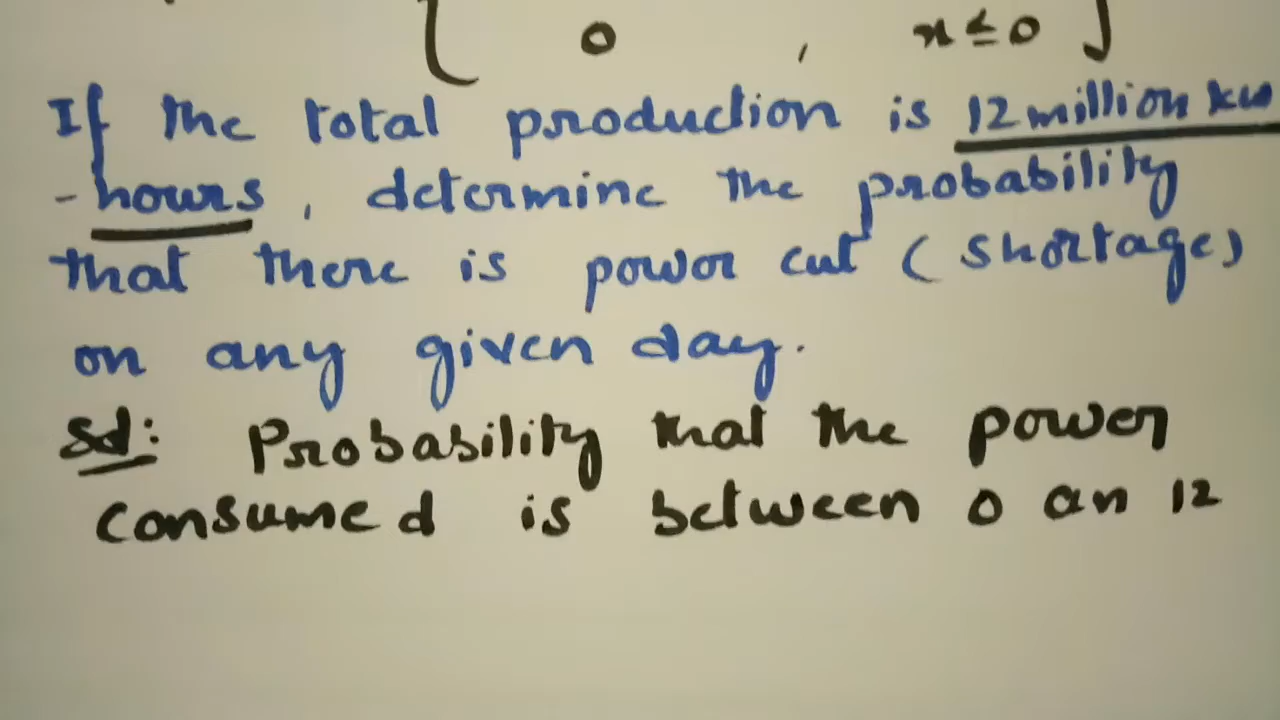 0 , x ≤ 0
If the total production is 12 million kw
- hours, determine the probability
that there is power cut (shortage)
on any given day.
Sol: Probability that the power
consumed is between 0 an 12